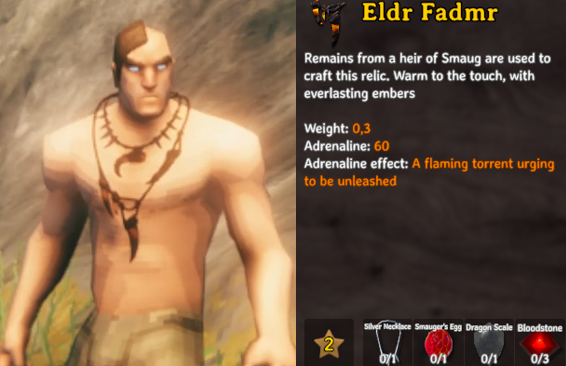 Eldr Fadmr
Remains from a heir of Smaug are used to
craft this relic. Warm to the touch, with
everlasting embers
Weight: 0,3
Adrenaline: 60
Adrenaline effect: A flaming torrent urging
to be unleashed
2
Silver Necklace Smauger's Egg Dragon Scale Bloodstone
0/1 0/1 0/1 0/3